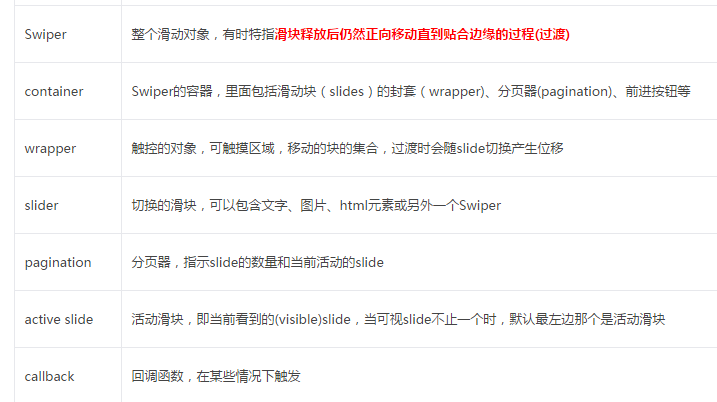 Swiper 整个滑动对象，有时特指滑块释放后仍然正向移动直到贴合边缘的过程(过渡)
container Swiper的容器，里面包括滑动块（slides）的封套（wrapper)、分页器(pagination)、前进按钮等
wrapper 触控的对象，可触摸区域，移动的块的集合，过渡时会随slide切换产生位移
slider 切换的滑块，可以包含文字、图片、html元素或另外一个Swiper
pagination 分页器，指示slide的数量和当前活动的slide
active slide 活动滑块，即当前看到的(visible)slide，当可视slide不止一个时，默认最左边那个是活动滑块
callback 回调函数，在某些情况下触发